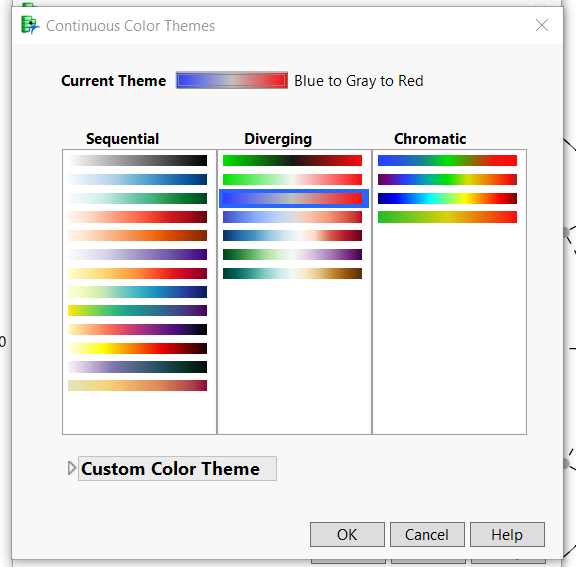 Continuous Color Themes
Current Theme Blue to Gray to Red
Sequential Diverging Chromatic
0
Custom Color Theme
OK Cancel Help